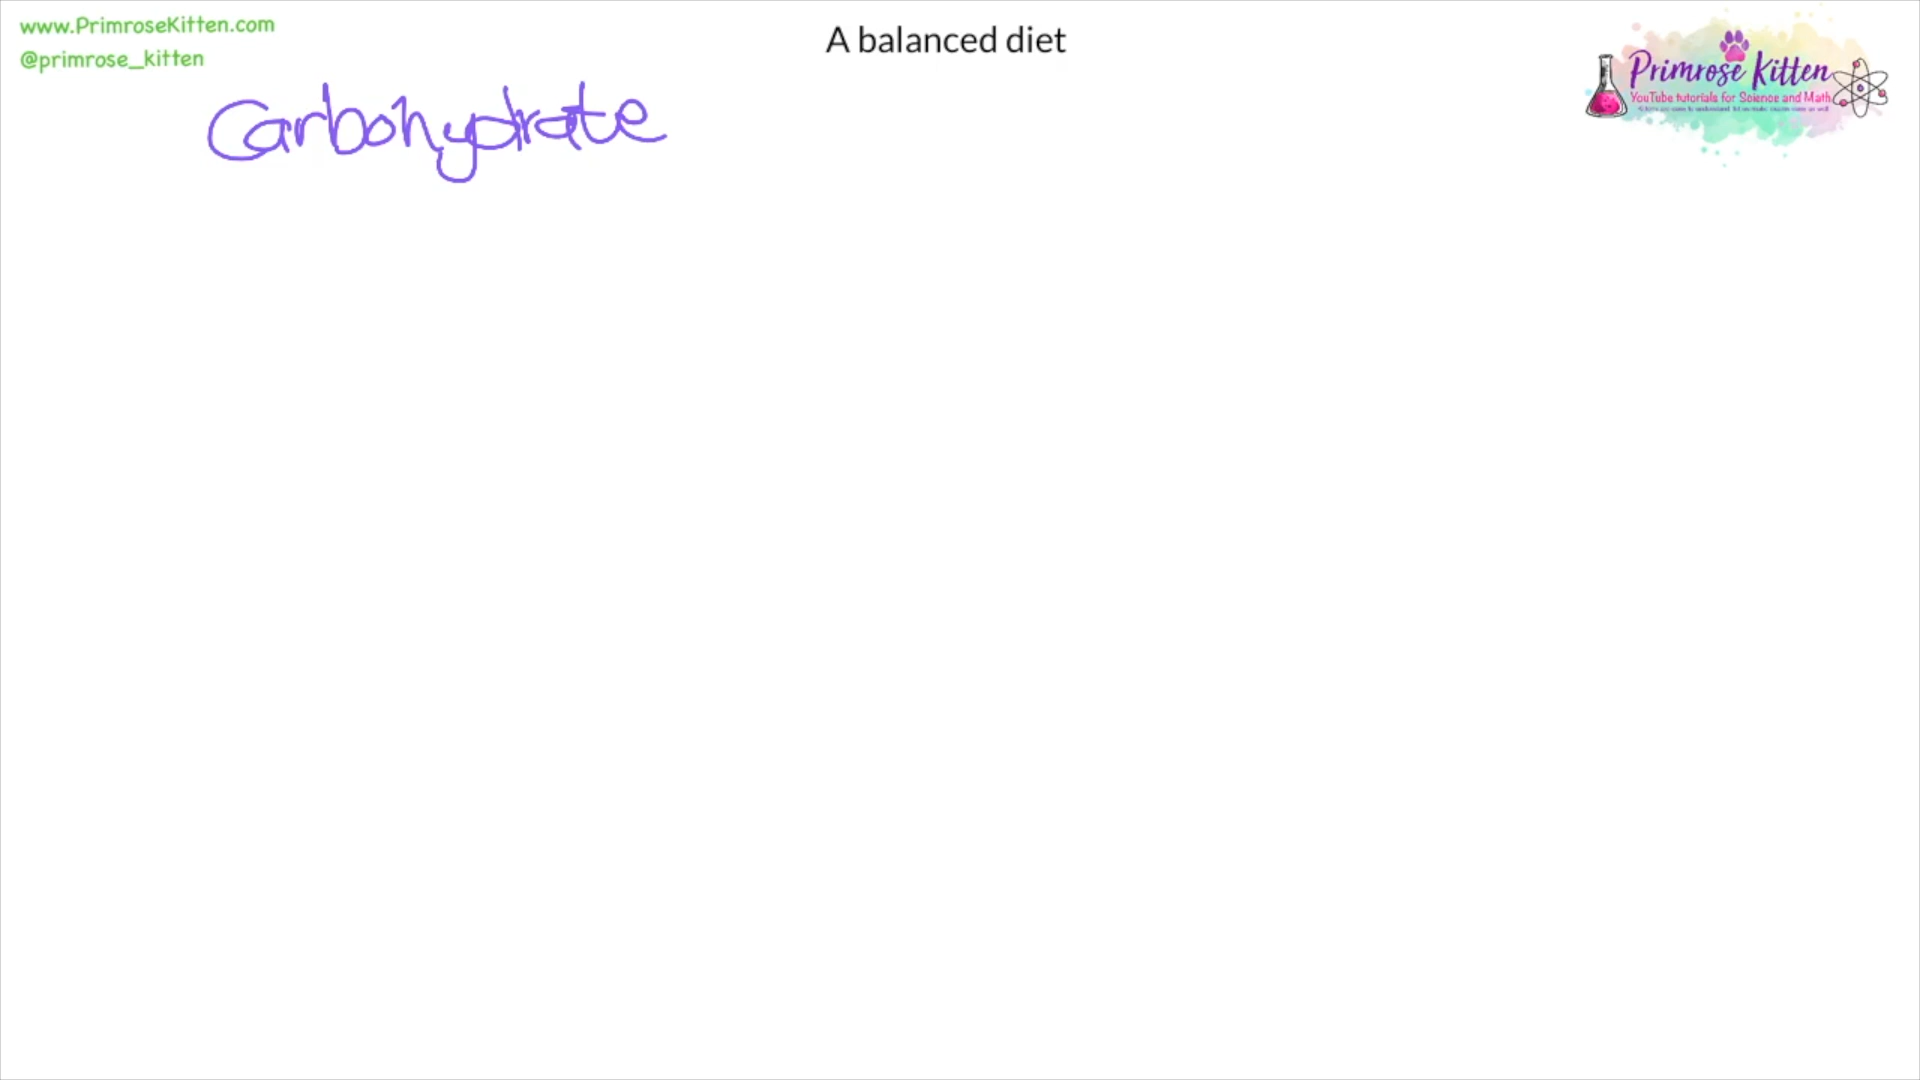 www.PrimroseKitten.com
@primrose_kitten
A balanced diet
Carbohydrate
Primrose Kitten
YouTube tutorials for Science and Math